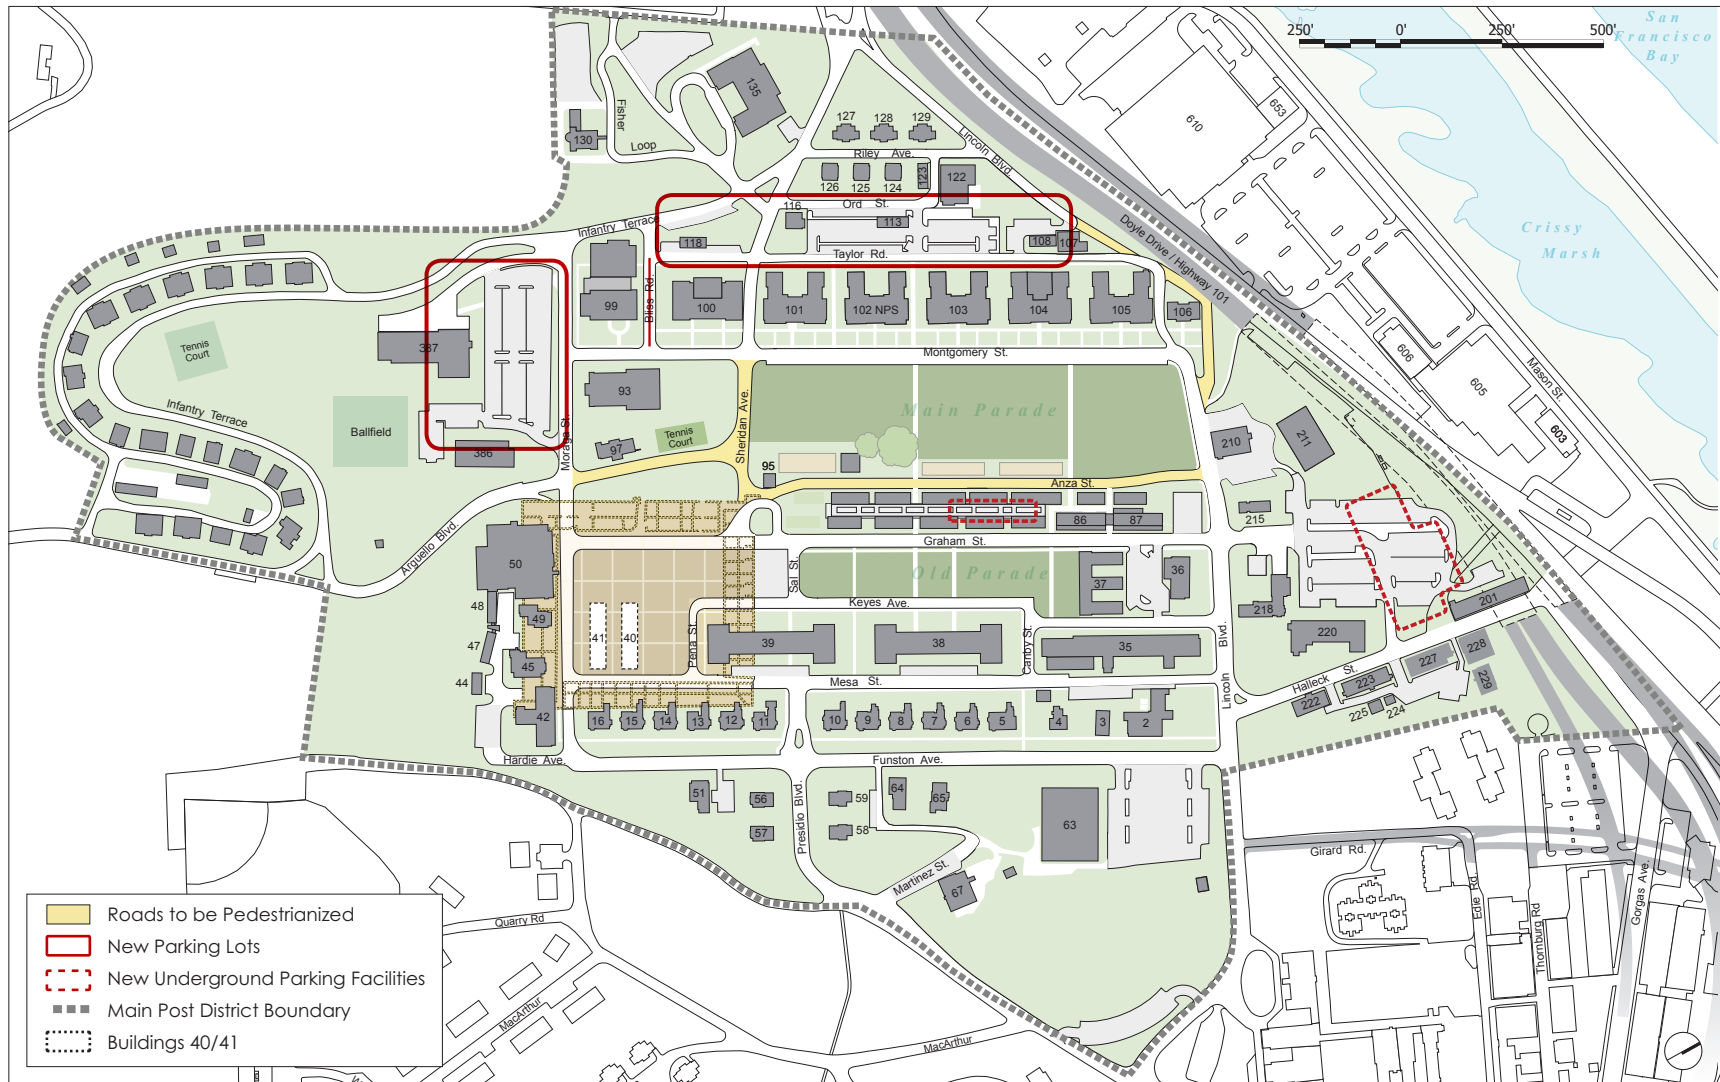 250'
0'
250'
500'
San
Francisco
Bay
Crissy
Marsh
653
610
606
605
603
Mason St.
Doyle Drive / Highway 101
Lincoln Blvd.
135
127
128
129
Riley Ave.
126
125
124
123
122
Fisher
Loop
130
Ord St.
116
113
118
108
107
Taylor Rd.
Infantry Terrace
99
Bliss Rd.
100
101
102 NPS
103
104
105
106
Montgomery St.
Tennis
Court
Infantry Terrace
Ballfield
387
386
Moraga St.
93
97
Tennis
Court
Sheridan Ave.
Main Parade
95
Anza St.
86
87
Graham St.
210
211
215
Arguello Blvd.
50
48
49
47
45
44
42
41
40
Pena St.
Sal St.
Old Parade
Keyes Ave.
37
36
39
38
Canby St.
35
Mesa St.
218
220
201
Lincoln Blvd.
Halleck St.
222
223
225
224
227
228
229
16
15
14
13
12
11
10
9
8
7
6
5
4
3
2
Hardie Ave.
Funston Ave.
51
56
57
Presidio Blvd.
59
58
64
65
63
Martinez St.
67
Girard Rd.
Edie Rd.
Thornburg Rd
Gorgas Ave.
Quarry Rd
MacArthur
MacArthur
Roads to be Pedestrianized
New Parking Lots
New Underground Parking Facilities
Main Post District Boundary
Buildings 40/41